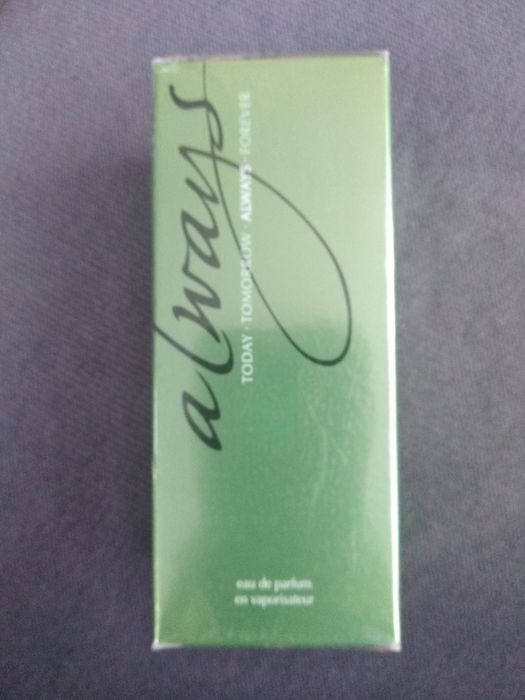 always
TODAY · TOMORROW · ALWAYS · FOREVER
eau de parfum
en vaporisateur